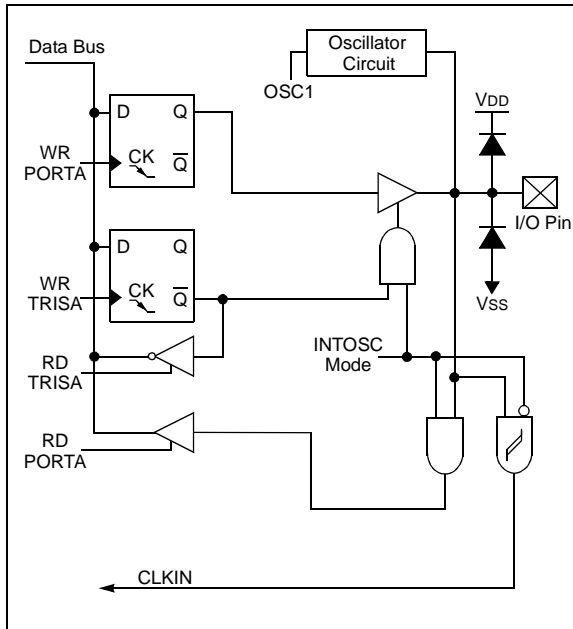 Data Bus
Oscillator
Circuit
OSC1
VDD
D Q
WR
PORTA
CK
Q
I/O Pin
D Q
WR
TRISA
CK
Q
VSS
INTOSC
Mode
RD
TRISA
RD
PORTA
CLKIN